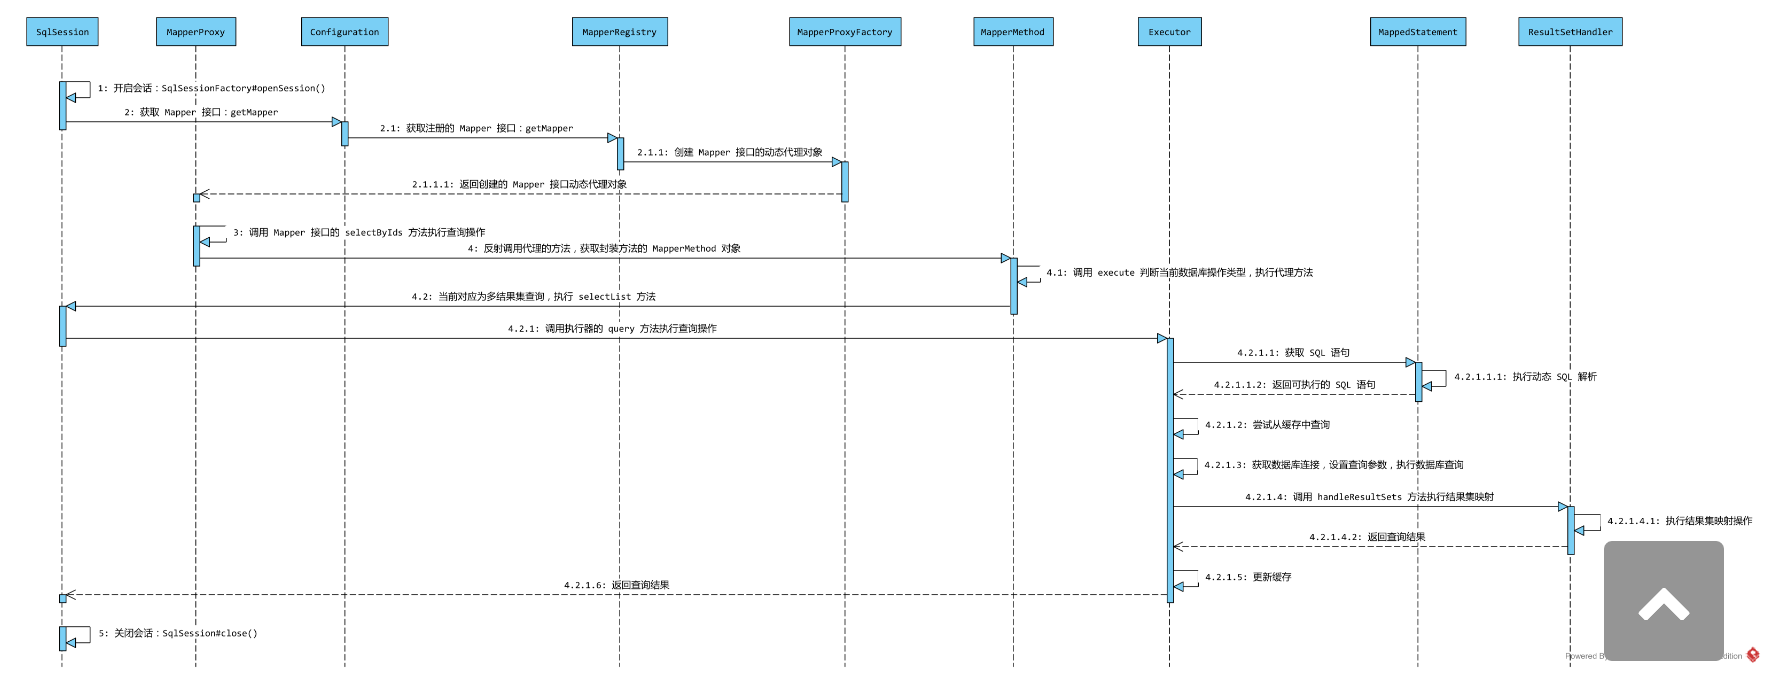 SqlSession
MapperProxy
Configuration
MapperRegistry
MapperProxyFactory
MapperMethod
Executor
MappedStatement
ResultSetHandler
1: 开启会话：SqlSessionFactory#openSession()
2: 获取 Mapper 接口：getMapper
2.1: 获取注册的 Mapper 接口：getMapper
2.1.1: 创建 Mapper 接口的动态代理对象
2.1.1.1: 返回创建的 Mapper 接口动态代理对象
3: 调用 Mapper 接口的 selectByIds 方法执行查询操作
4: 反射调用代理的方法，获取封装方法的 MapperMethod 对象
4.1: 调用 execute 判断当前数据库操作类型，执行代理方法
4.2: 当前对应为多结果集查询，执行 selectList 方法
4.2.1: 调用执行器的 query 方法执行查询操作
4.2.1.1: 获取 SQL 语句
4.2.1.1.1: 执行动态 SQL 解析
4.2.1.1.2: 返回可执行的 SQL 语句
4.2.1.2: 尝试从缓存中查询
4.2.1.3: 获取数据库连接，设置查询参数，执行数据库查询
4.2.1.4: 调用 handleResultSets 方法执行结果集映射
4.2.1.4.1: 执行结果集映射操作
4.2.1.4.2: 返回查询结果
4.2.1.5: 更新缓存
4.2.1.6: 返回查询结果
5: 关闭会话：SqlSession#close()
Powered